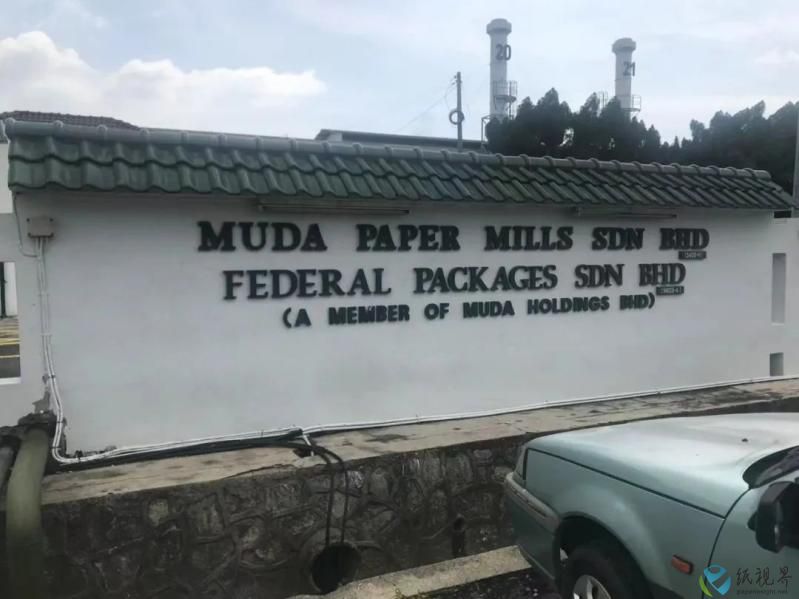 20
21
MUDA PAPER MILLS SDN BHD
FEDERAL PACKAGES SDN BHD
(A MEMBER OF MUDA HOLDINGS BHD)
纸视界